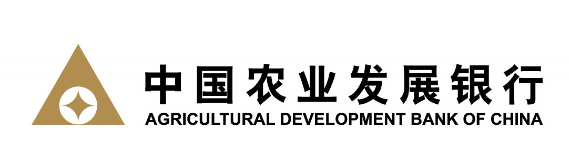 中国农业发展银行
AGRICULTURAL DEVELOPMENT BANK OF CHINA